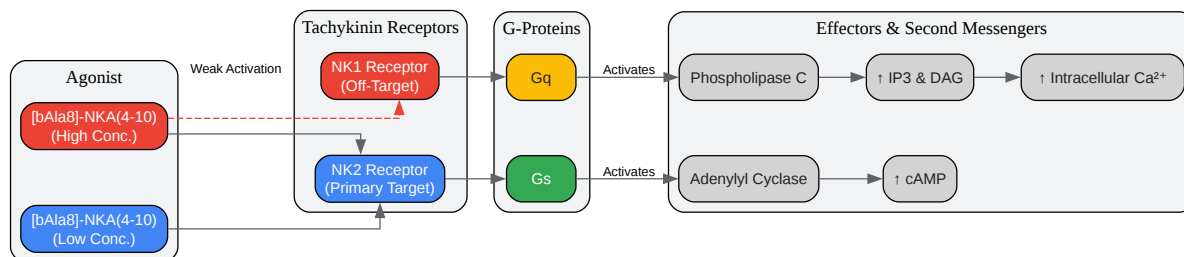 Agonist
[bAla8]-NKA(4-10)
(High Conc.)
[bAla8]-NKA(4-10)
(Low Conc.)
Weak Activation
Tachykinin Receptors
NK1 Receptor
(Off-Target)
NK2 Receptor
(Primary Target)
G-Proteins
Gq
Gs
Activates
Activates
Effectors & Second Messengers
Phospholipase C
↑ IP3 & DAG
↑ Intracellular Ca²⁺
Adenylyl Cyclase
↑ cAMP